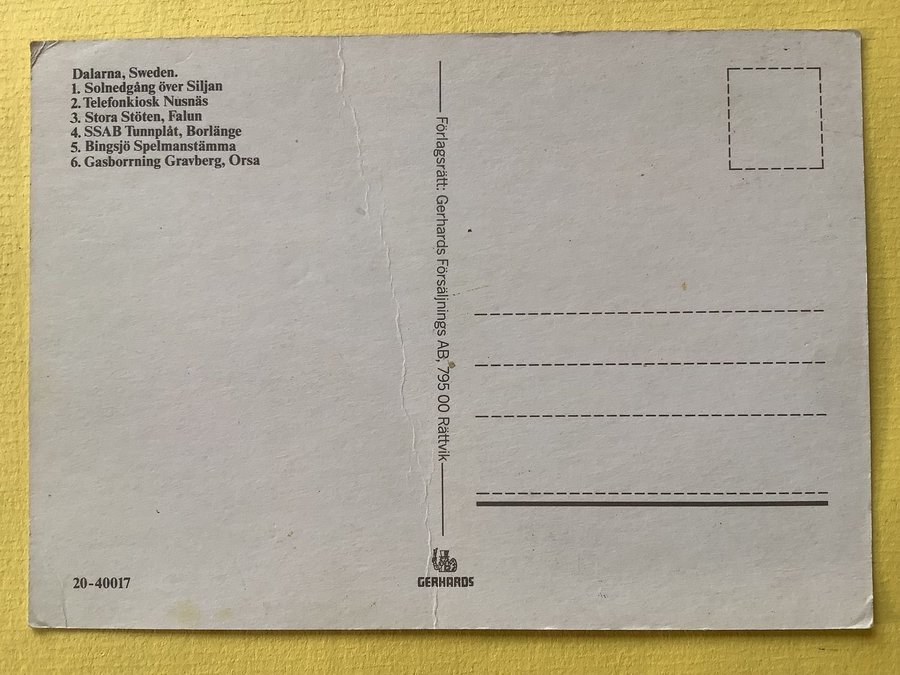 Dalarna, Sweden.
1. Solnedgång över Siljan
2. Telefonkiosk Nusnäs
3. Stora Stöten, Falun
4. SSAB Tunnplåt, Borlänge
5. Bingsjö Spelmanstämma
6. Gasborrning Gravberg, Orsa
20-40017
Förlagsrätt: Gerhards Försäljnings AB, 795 00 Rättvik
GERHARDS